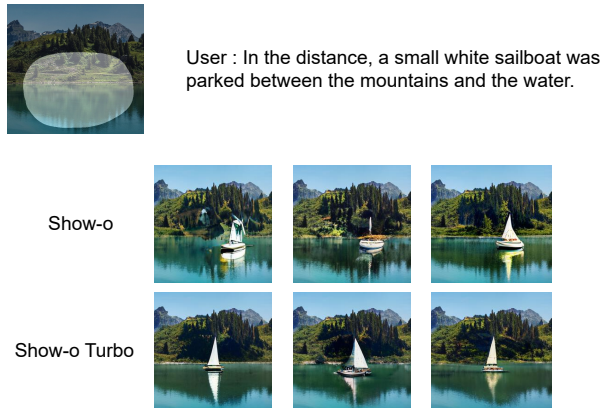 User : In the distance, a small white sailboat was
parked between the mountains and the water.
Show-o
Show-o Turbo